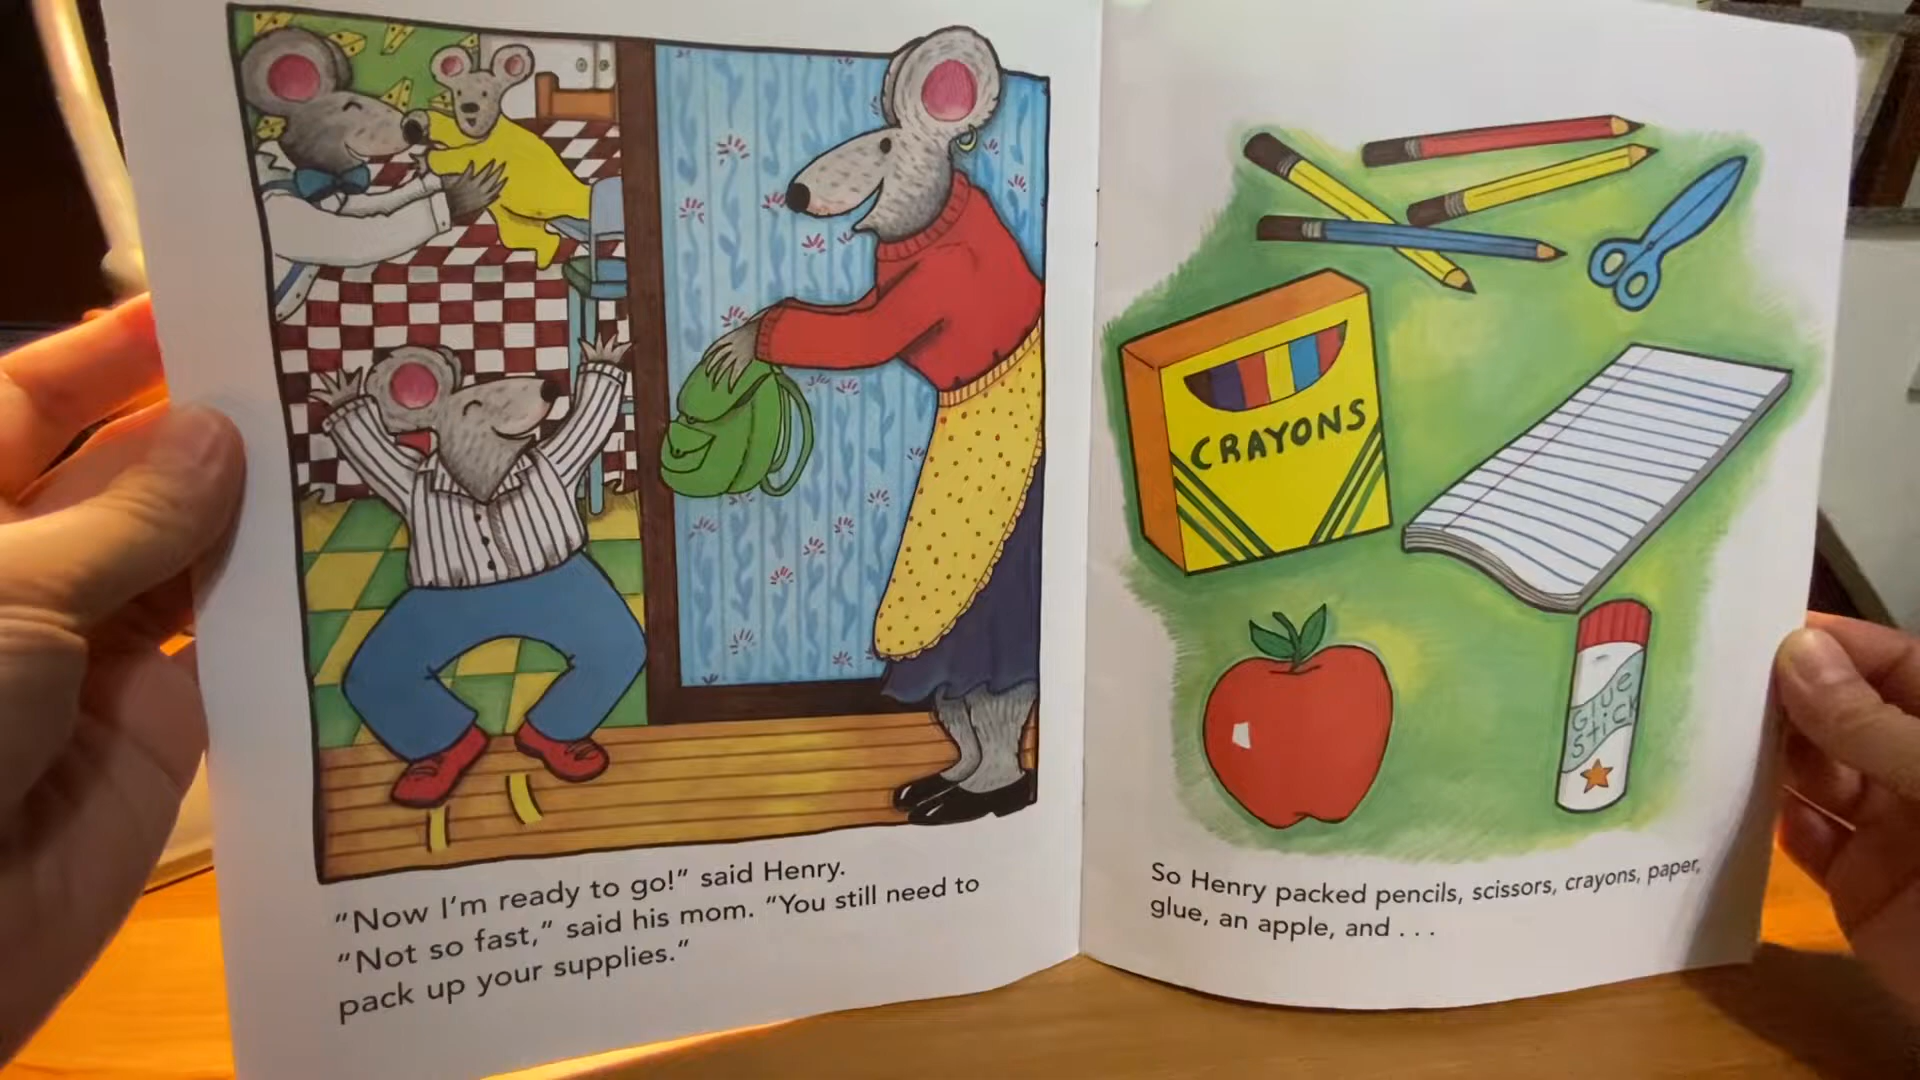 “Now I’m ready to go!” said Henry.
“Not so fast,” said his mom. “You still need to
pack up your supplies.”
CRAYONS
Glue
Stick
So Henry packed pencils, scissors, crayons, paper,
glue, an apple, and . . .